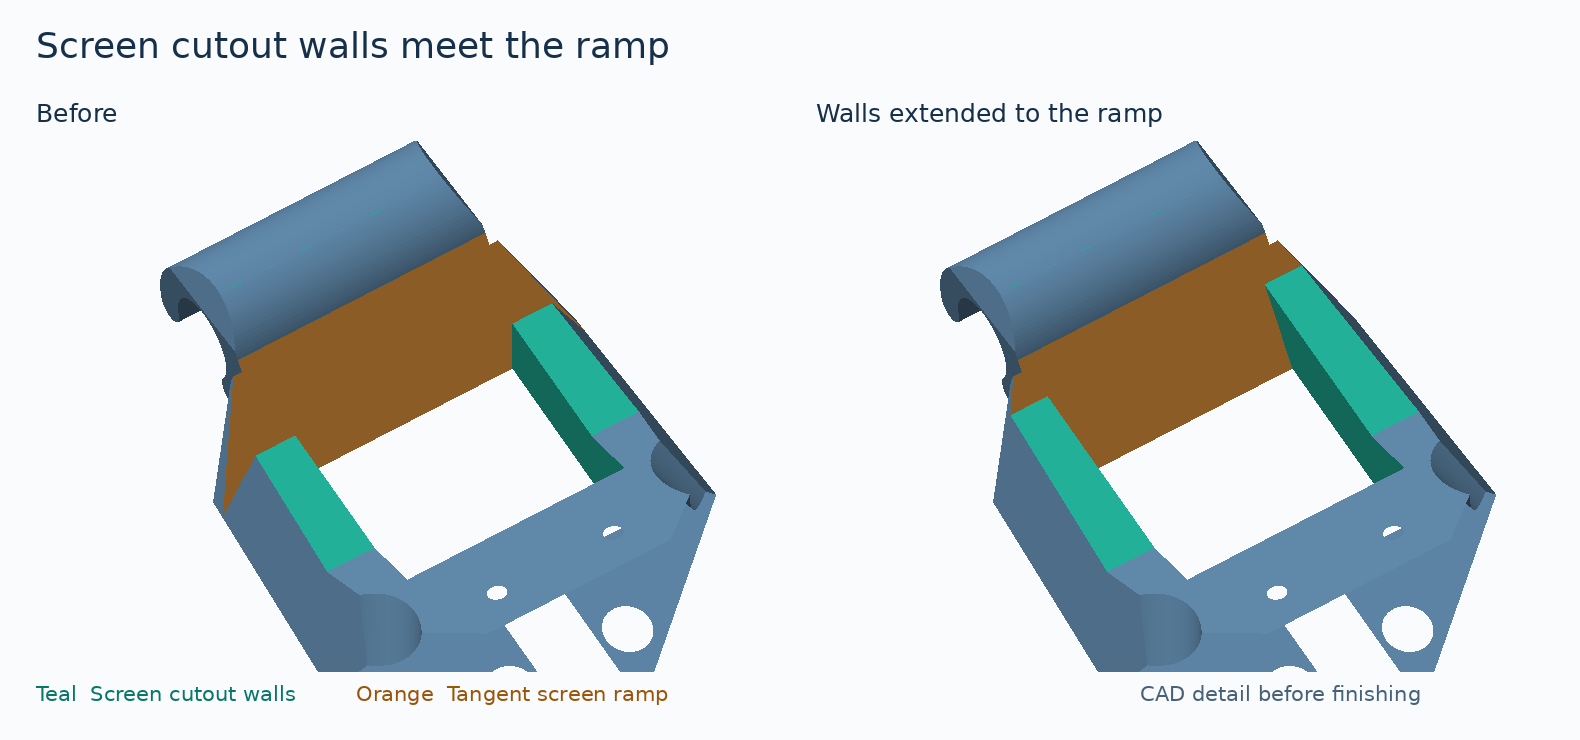 Screen cutout walls meet the ramp
Before
Walls extended to the ramp
Teal  Screen cutout walls
Orange  Tangent screen ramp
CAD detail before finishing